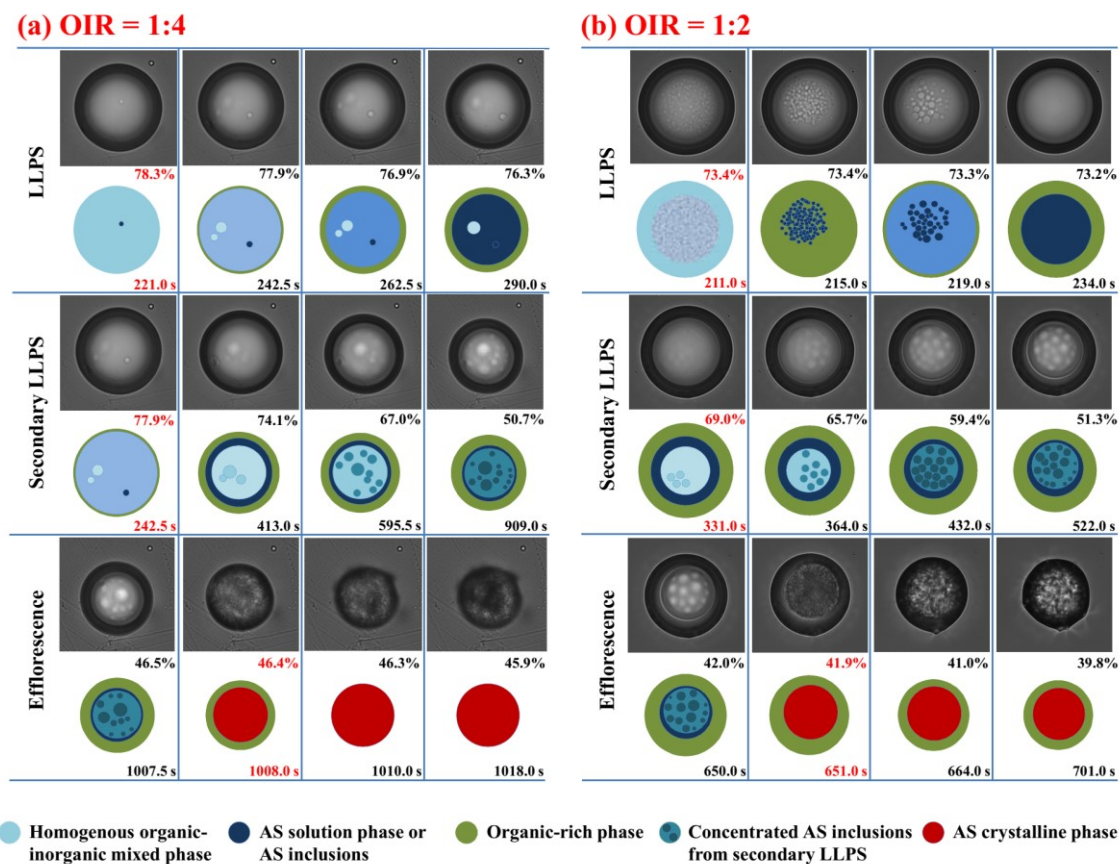 (a) OIR = 1:4
(b) OIR = 1:2
LLPS
78.3% 77.9% 76.9% 76.3%
221.0 s 242.5 s 262.5 s 290.0 s
Secondary LLPS
77.9% 74.1% 67.0% 50.7%
242.5 s 413.0 s 595.5 s 909.0 s
Efflorescence
46.5% 46.4% 46.3% 45.9%
1007.5 s 1008.0 s 1010.0 s 1018.0 s
LLPS
73.4% 73.4% 73.3% 73.2%
211.0 s 215.0 s 219.0 s 234.0 s
Secondary LLPS
69.0% 65.7% 59.4% 51.3%
331.0 s 364.0 s 432.0 s 522.0 s
Efflorescence
42.0% 41.9% 41.0% 39.8%
650.0 s 651.0 s 664.0 s 701.0 s
Homogenous organic-
inorganic mixed phase
AS solution phase or
AS inclusions
Organic-rich phase
Concentrated AS inclusions
from secondary LLPS
AS crystalline phase